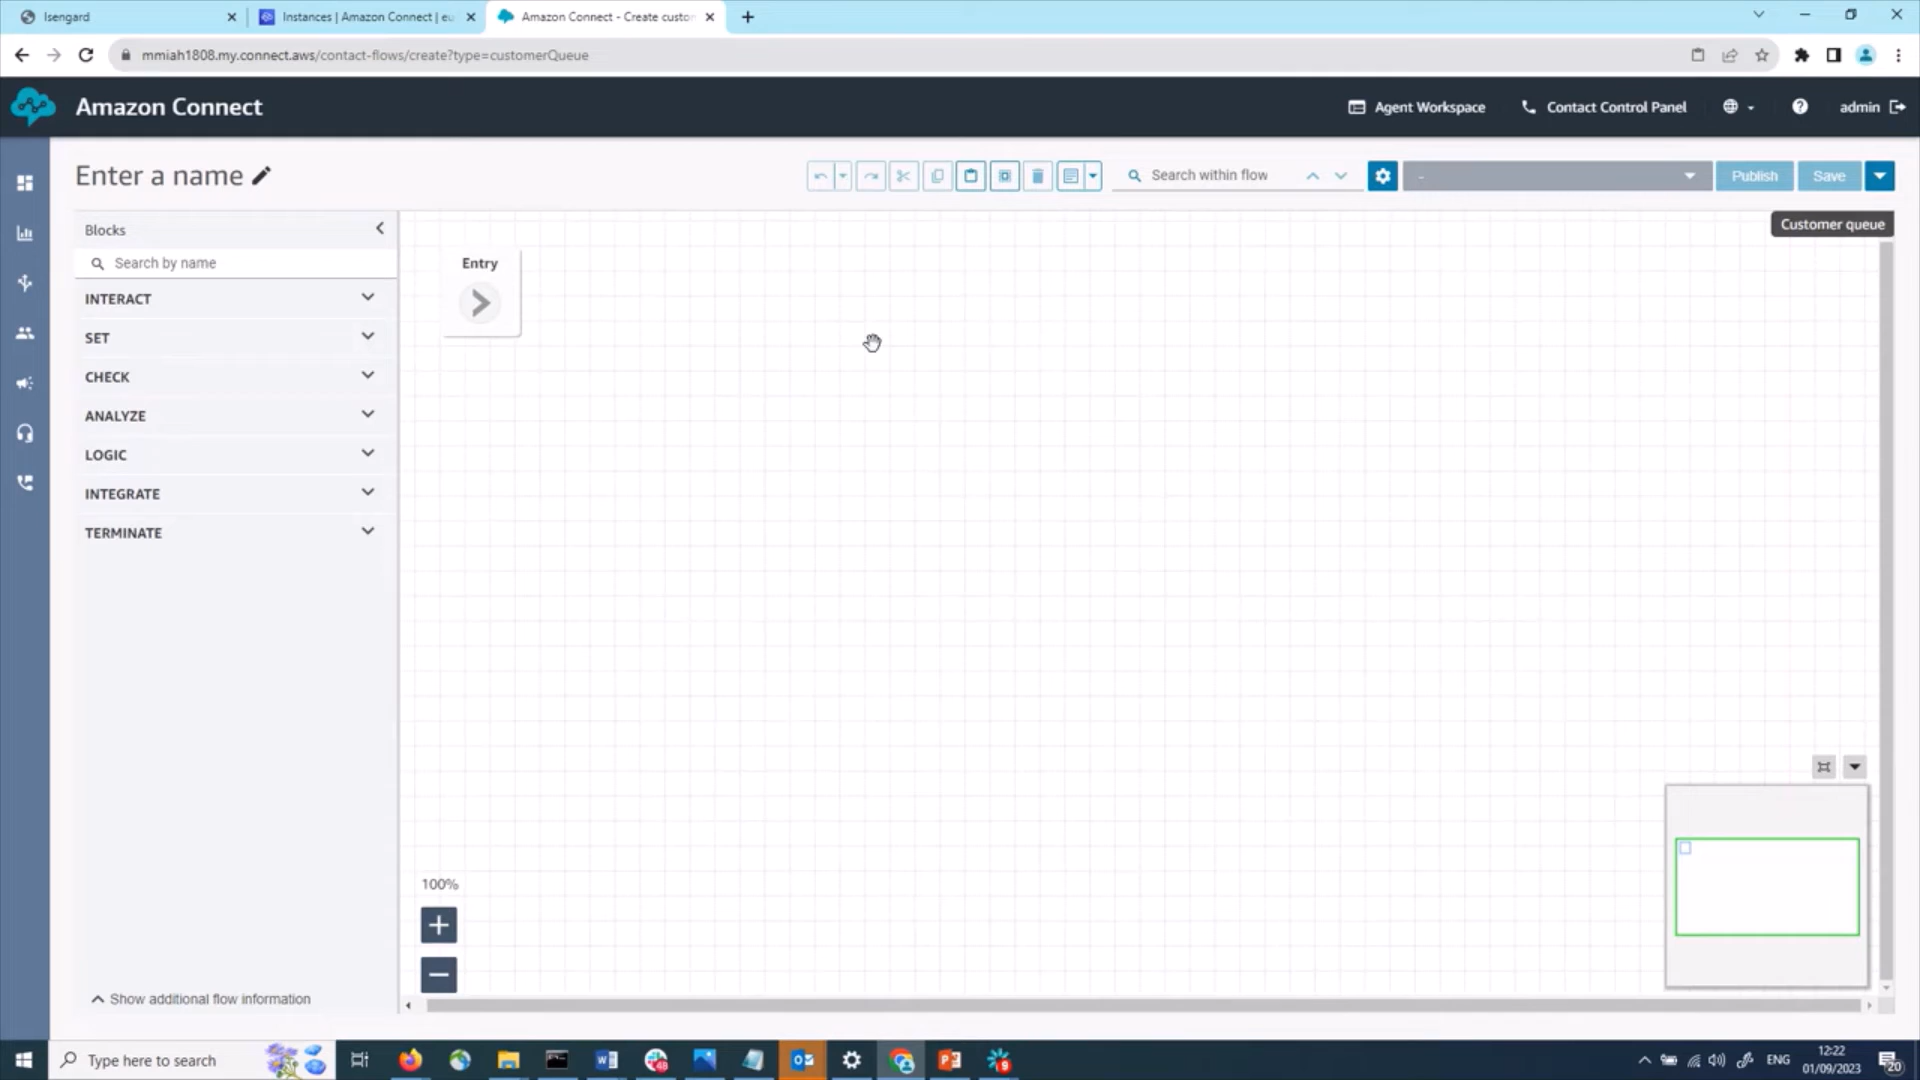 Isengard
Instances | Amazon Connect | eu
Amazon Connect - Create custon
mmiah1808.my.connect.aws/contact-flows/create?type=customerQueue
Amazon Connect
Agent Workspace
Contact Control Panel
admin
Enter a name
Search within flow
-
Publish
Save
Customer queue
Blocks
Search by name
INTERACT
SET
CHECK
ANALYZE
LOGIC
INTEGRATE
TERMINATE
Entry
100%
Show additional flow information
Type here to search
ENG
12:22
01/09/2023
20